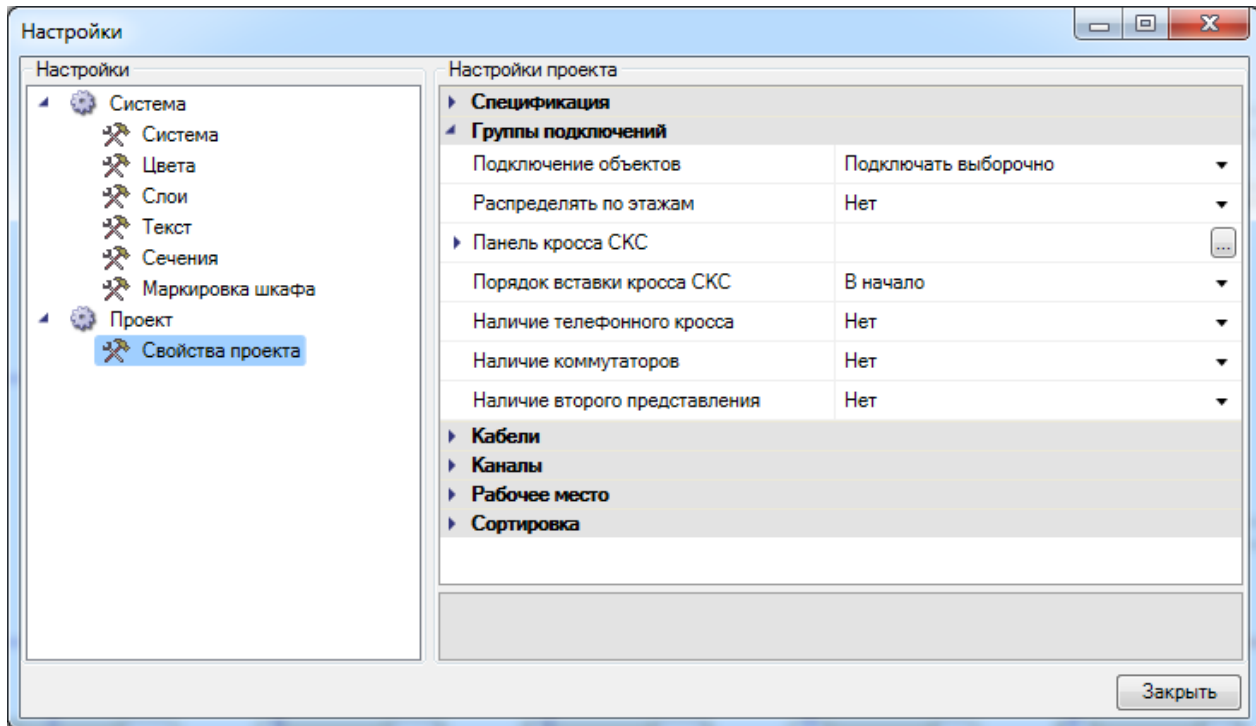 Настройки
Настройки
Система
Система
Цвета
Слои
Текст
Сечения
Маркировка шкафа
Проект
Свойства проекта
Настройки проекта
Спецификация
Группы подключений
Подключение объектов Подключать выборочно
Распределять по этажам Нет
Панель кросса СКС ...
Порядок вставки кросса СКС В начало
Наличие телефонного кросса Нет
Наличие коммутаторов Нет
Наличие второго представления Нет
Кабели
Каналы
Рабочее место
Сортировка
Закрыть